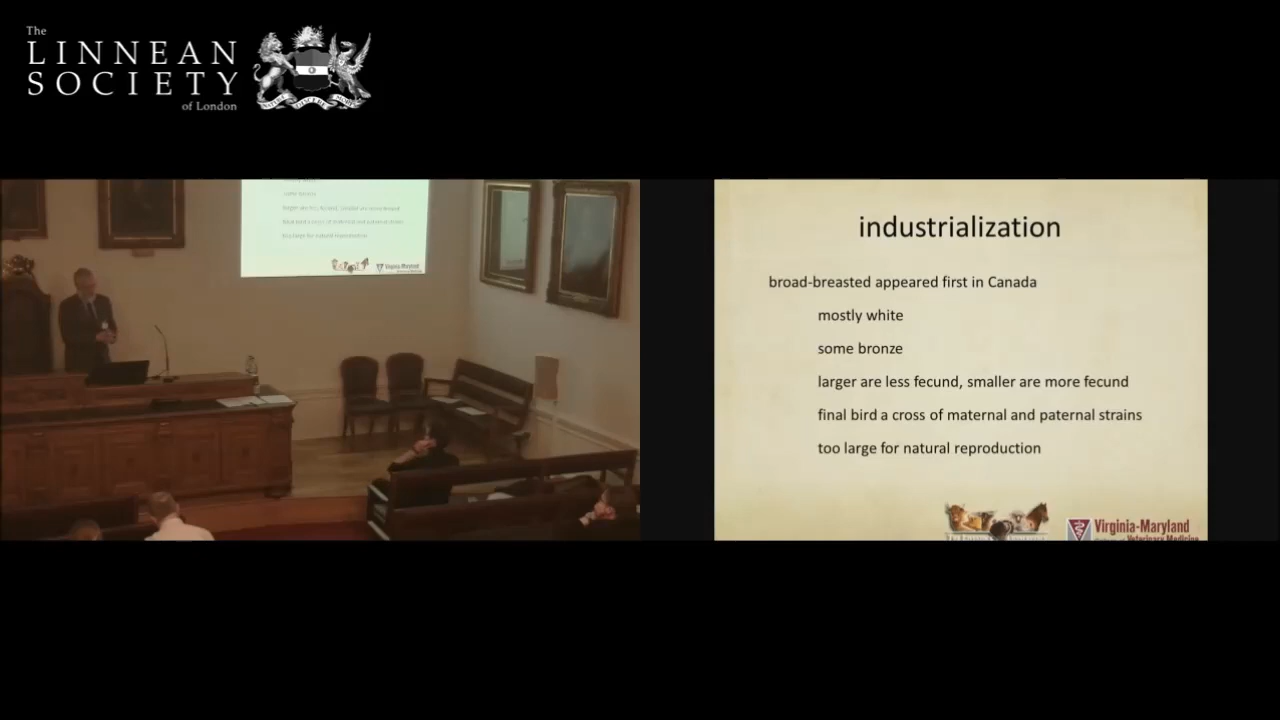 The
LINNEAN
SOCIETY
of London
industrialization
broad-breasted appeared first in Canada
mostly white
some bronze
larger are less fecund, smaller are more fecund
final bird a cross of maternal and paternal strains
too large for natural reproduction
Virginia-Maryland
Veterinary Medicine